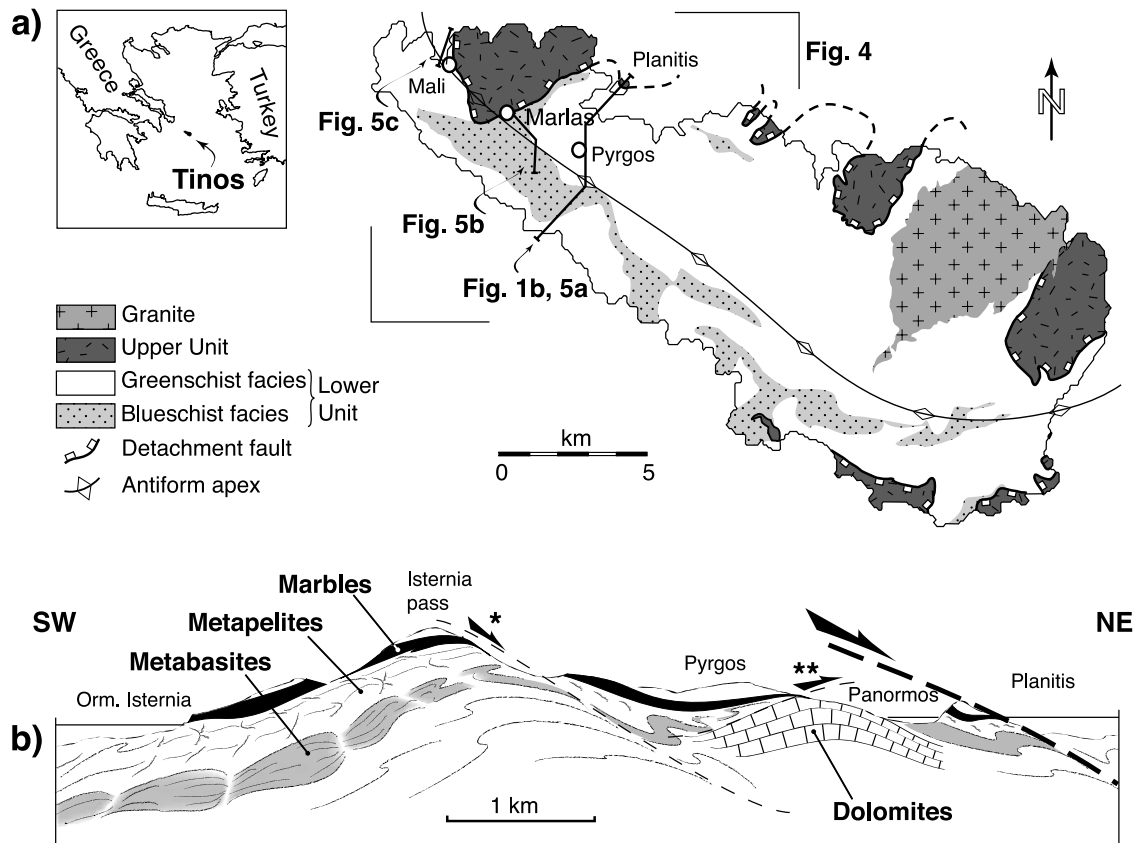 a)
Greece
Turkey
Tinos
Fig. 4
N
Planitis
Mali
Marlas
Fig. 5c
Pyrgos
Fig. 5b
Fig. 1b, 5a
Granite
Upper Unit
Greenschist facies
Lower
Blueschist facies
Unit
Detachment fault
Antiform apex
km
0 5
SW
Marbles
Isternia
pass
*
NE
Metapelites
Metabasites
Pyrgos
**
Panormos
Planitis
Orm. Isternia
b)
Dolomites
1 km